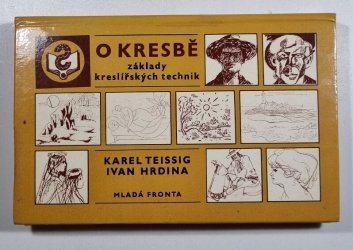 O KRESBĚ
základy
kreslířských technik
KAREL TEISSIG
IVAN HRDINA
MLADÁ FRONTA